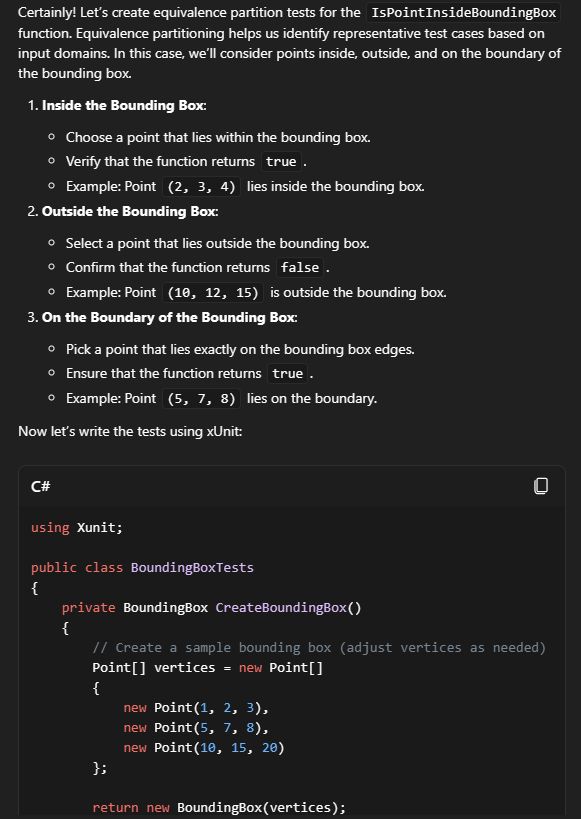 Certainly! Let's create equivalence partition tests for the IsPointInsideBoundingBox
function. Equivalence partitioning helps us identify representative test cases based on
input domains. In this case, we'll consider points inside, outside, and on the boundary of
the bounding box.
1. Inside the Bounding Box:
○ Choose a point that lies within the bounding box.
○ Verify that the function returns true .
○ Example: Point (2, 3, 4) lies inside the bounding box.
2. Outside the Bounding Box:
○ Select a point that lies outside the bounding box.
○ Confirm that the function returns false .
○ Example: Point (10, 12, 15) is outside the bounding box.
3. On the Boundary of the Bounding Box:
○ Pick a point that lies exactly on the bounding box edges.
○ Ensure that the function returns true .
○ Example: Point (5, 7, 8) lies on the boundary.
Now let's write the tests using xUnit:
C#
using Xunit;
public class BoundingBoxTests
{
    private BoundingBox CreateBoundingBox()
    {
        // Create a sample bounding box (adjust vertices as needed)
        Point[] vertices = new Point[]
        {
            new Point(1, 2, 3),
            new Point(5, 7, 8),
            new Point(10, 15, 20)
        };
        return new BoundingBox(vertices);